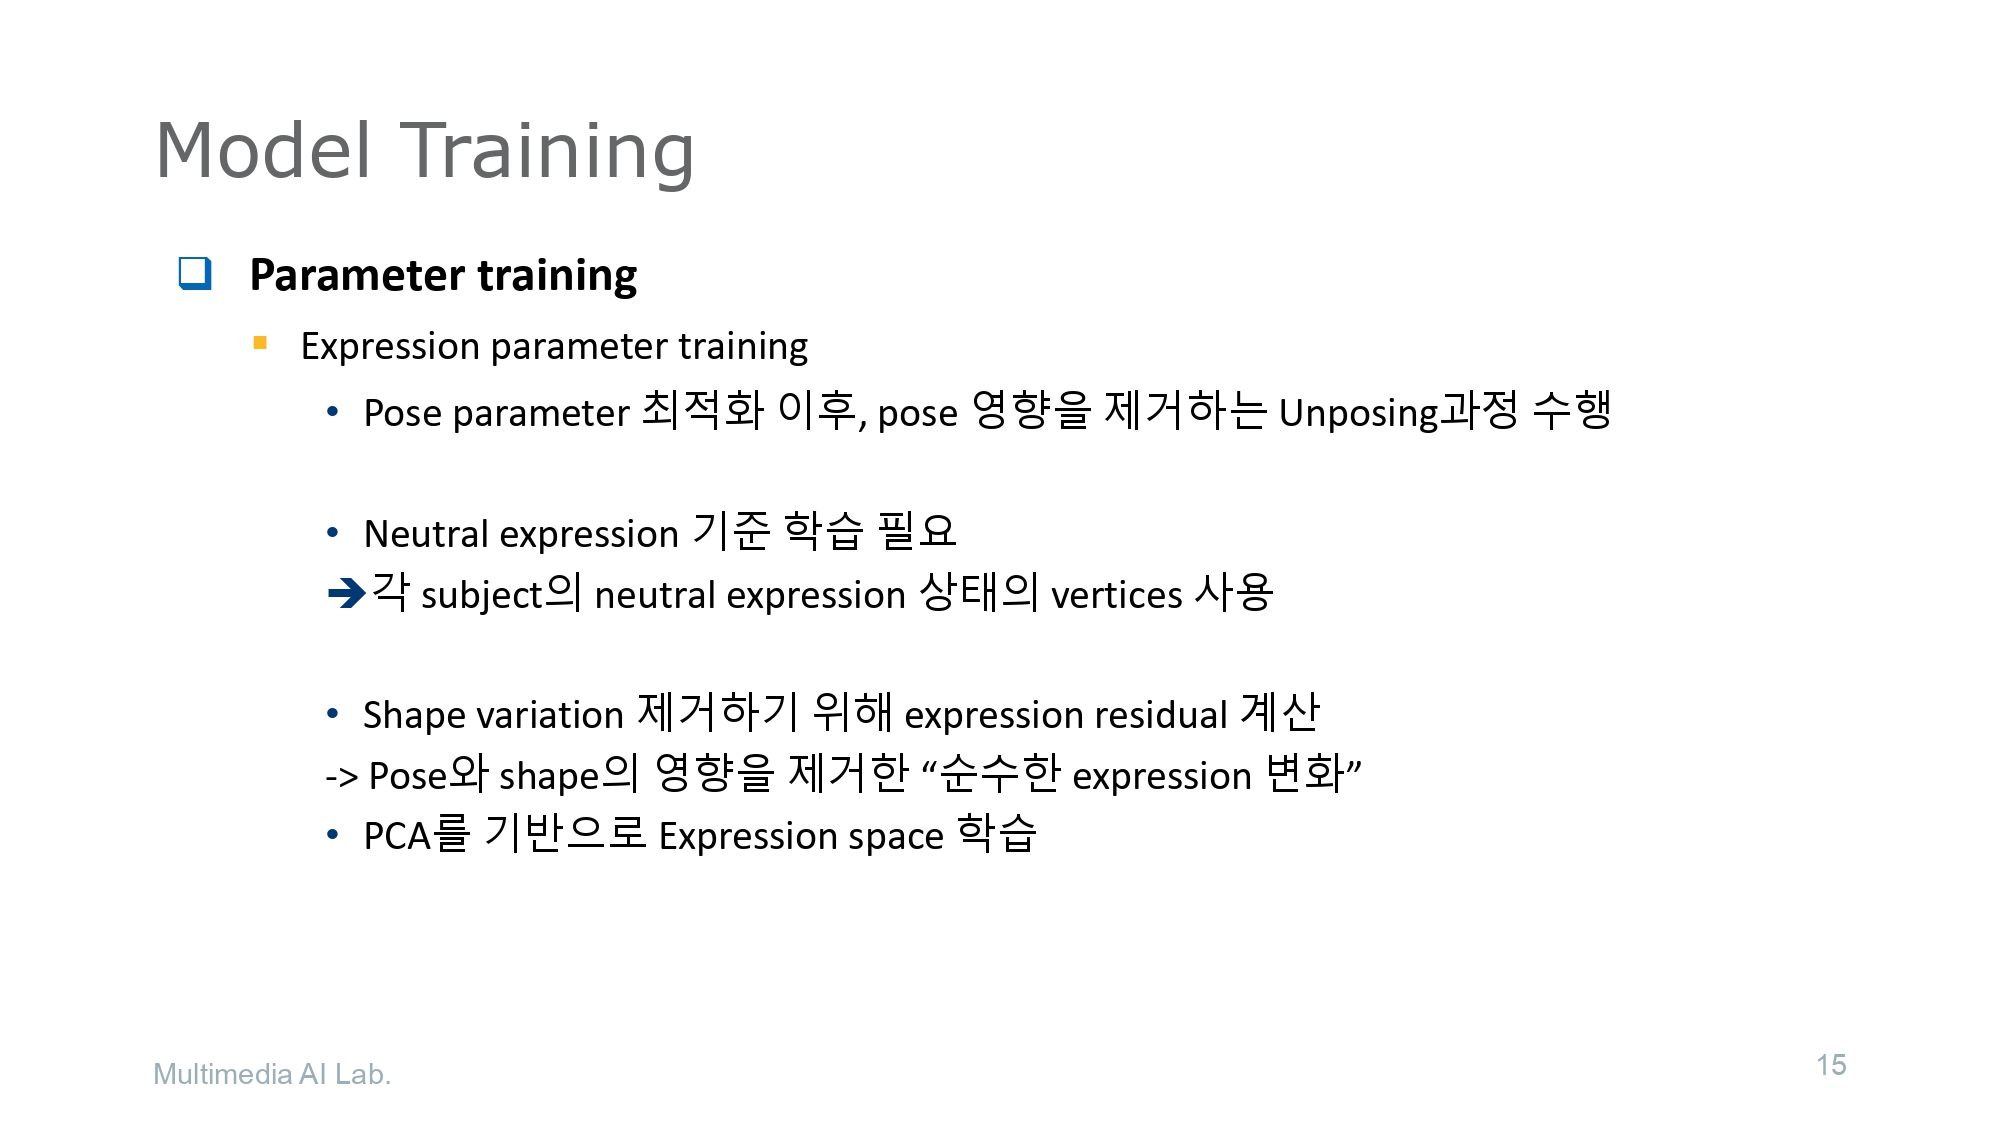 Model Training
❑ Parameter training
▪ Expression parameter training
• Pose parameter 최적화 이후, pose 영향을 제거하는 Unposing과정 수행
• Neutral expression 기준 학습 필요
➔각 subject의 neutral expression 상태의 vertices 사용
• Shape variation 제거하기 위해 expression residual 계산
-> Pose와 shape의 영향을 제거한 “순수한 expression 변화”
• PCA를 기반으로 Expression space 학습
Multimedia AI Lab.
15